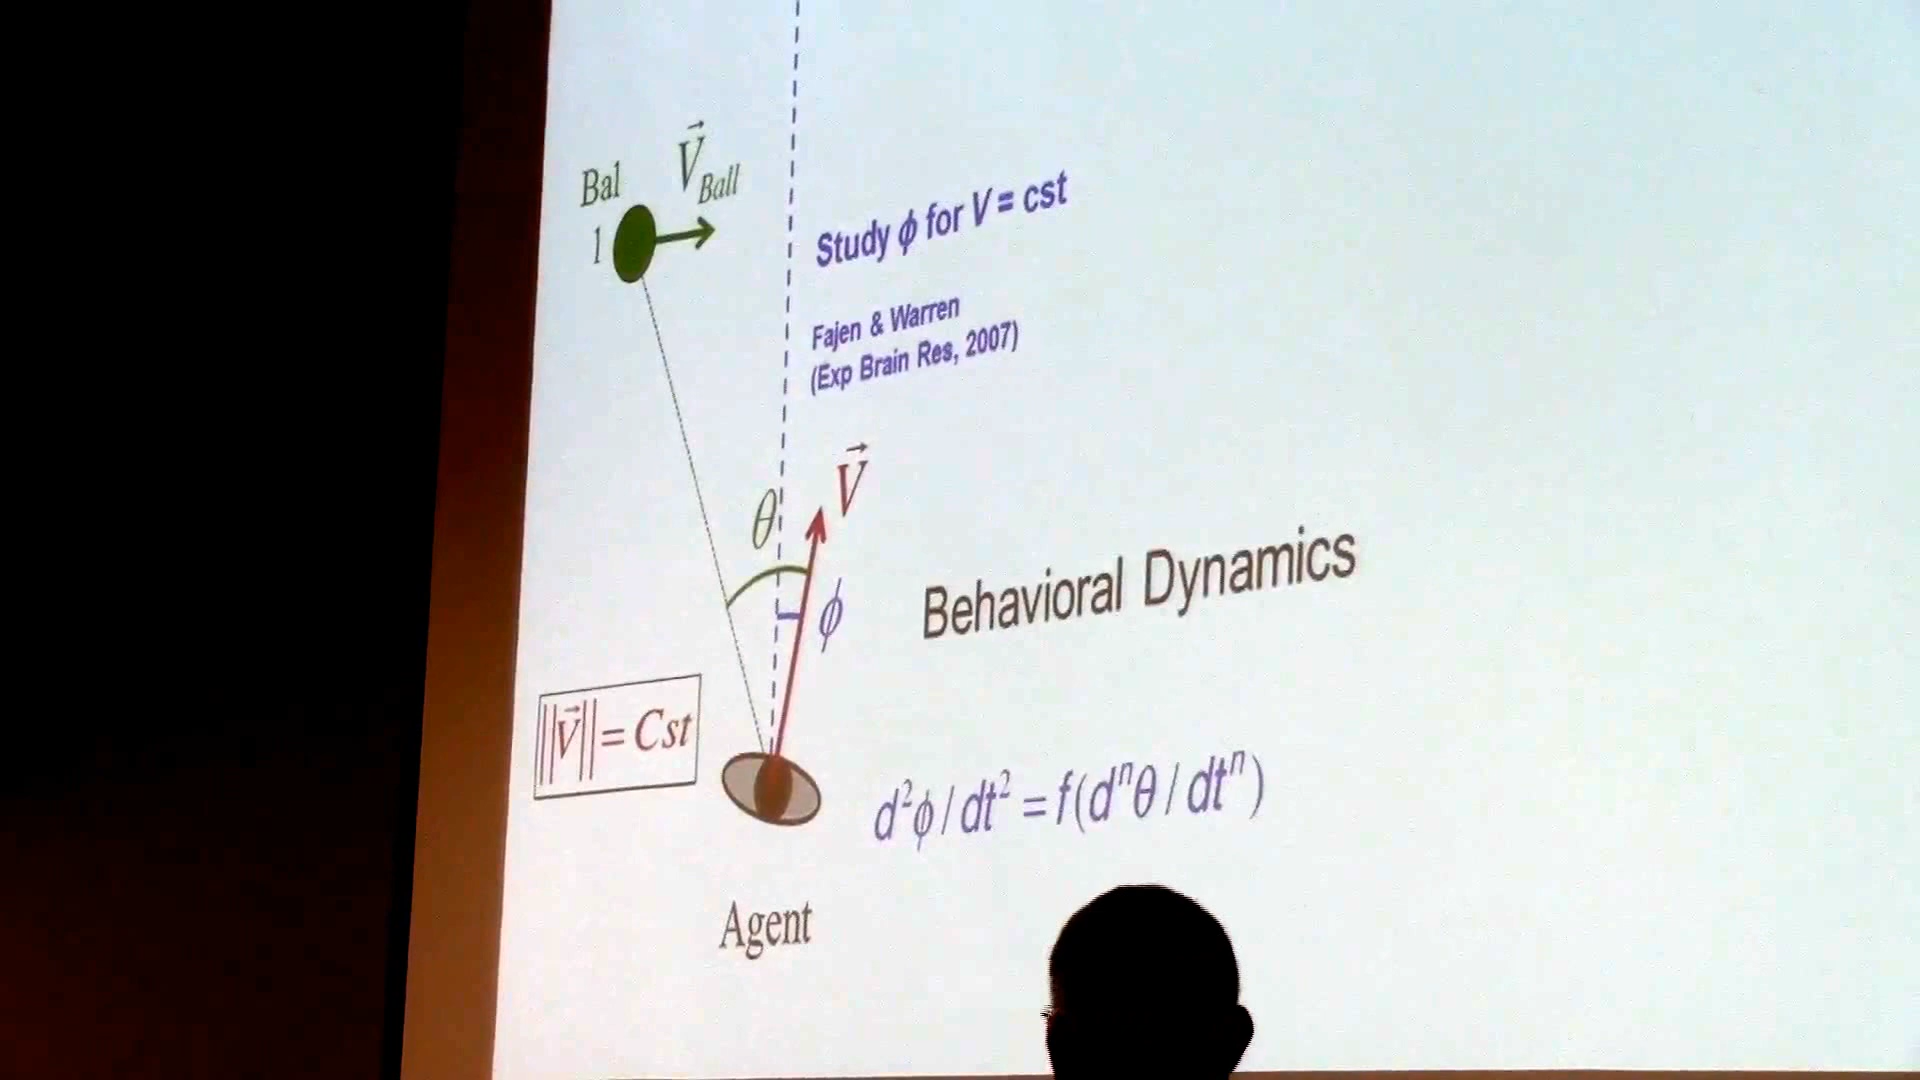 V⃗Ball
Bal
l
Study ϕ for V = cst
Fajen & Warren
(Exp Brain Res, 2007)
V⃗
θ
ϕ
Behavioral Dynamics
||V⃗|| = Cst
d²ϕ / dt² = f(dⁿθ / dtⁿ)
Agent